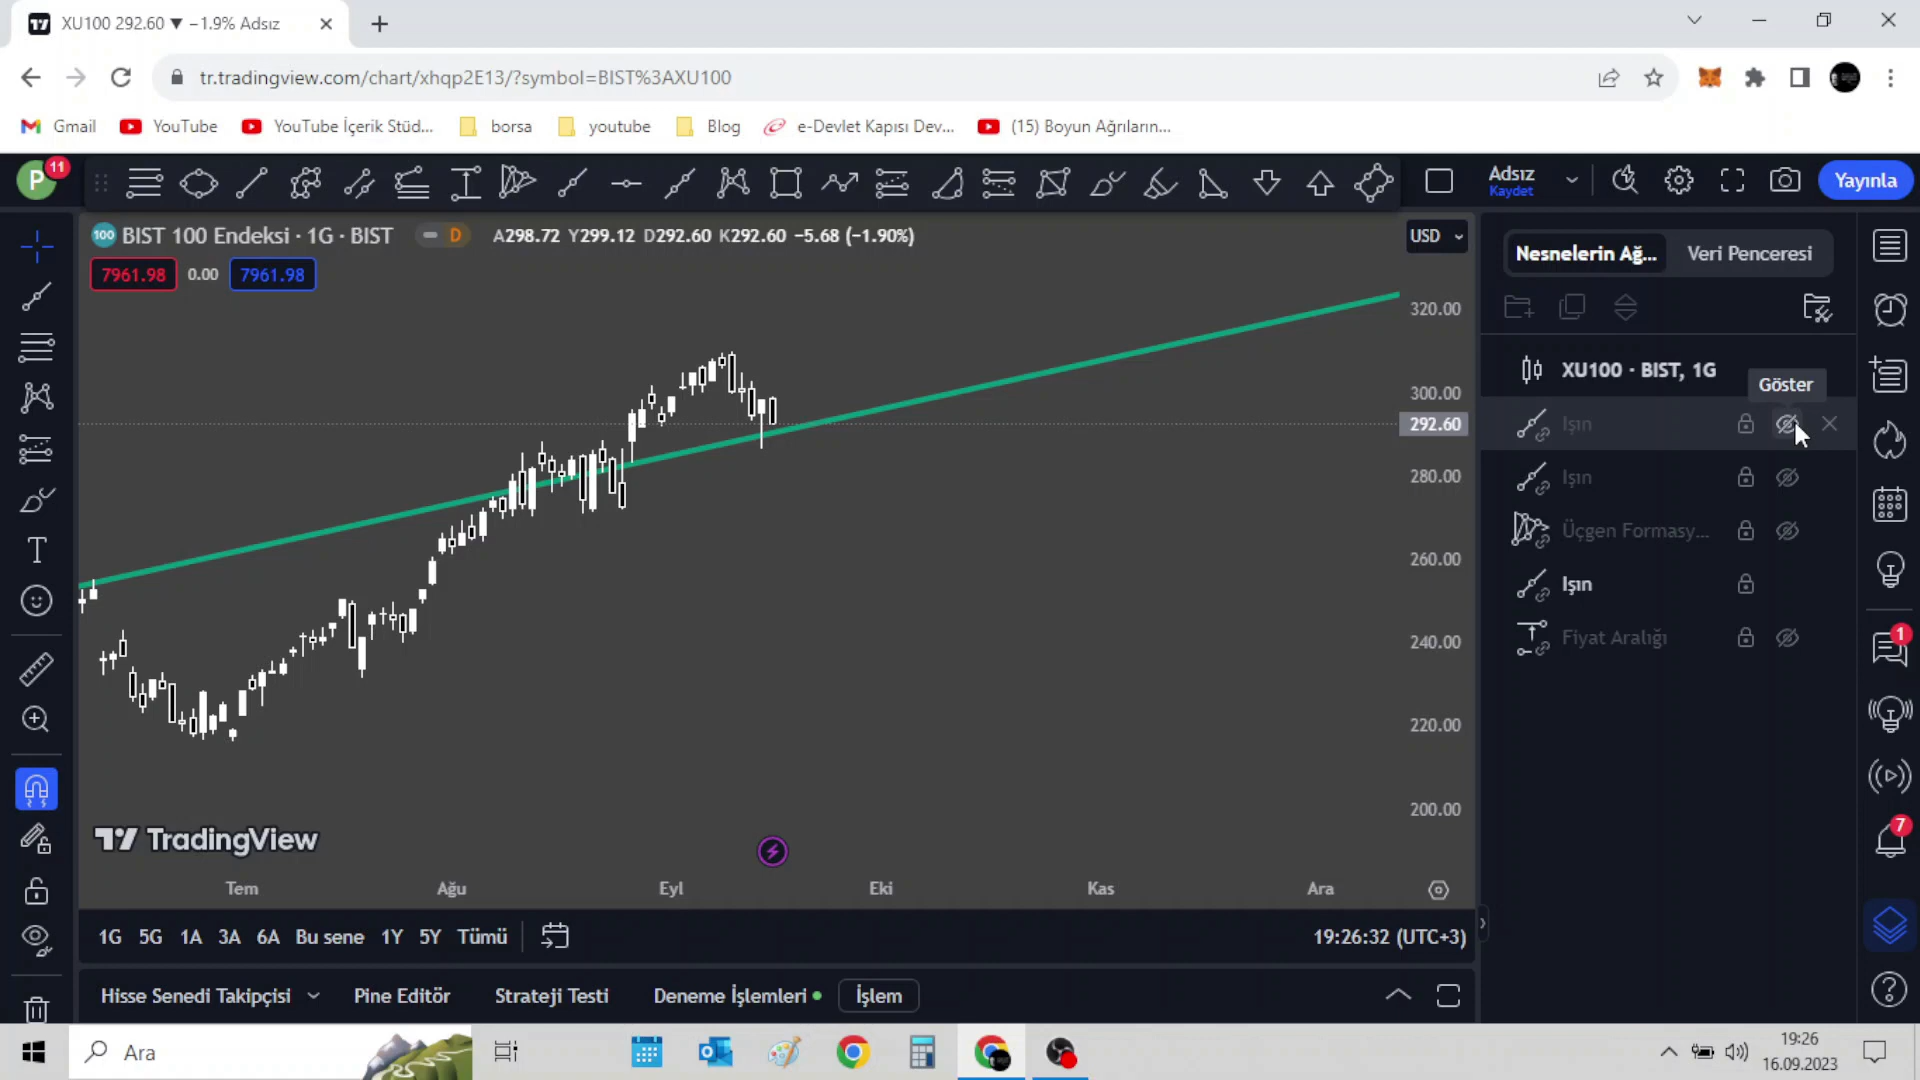 XU100 292.60 ▼ −1.9% Adsız
tr.tradingview.com/chart/xhqp2E13/?symbol=BIST%3AXU100
Gmail YouTube YouTube İçerik Stüd... borsa youtube Blog e-Devlet Kapısı Dev... (15) Boyun Ağrıların...
P 11
Adsız
Kaydet
Yayınla
100 BIST 100 Endeksi · 1G · BIST D A298.72 Y299.12 D292.60 K292.60 −5.68 (−1.90%)
USD
7961.98 0.00 7961.98
Nesnelerin Ağ... Veri Penceresi
XU100 · BIST, 1G
Göster
Işın
Işın
Üçgen Formasy...
Işın
Fiyat Aralığı
320.00
300.00
292.60
280.00
260.00
240.00
220.00
200.00
TradingView
Tem Ağu Eyl Eki Kas Ara
1G 5G 1A 3A 6A Bu sene 1Y 5Y Tümü
19:26:32 (UTC+3)
Hisse Senedi Takipçisi Pine Editör Strateji Testi Deneme İşlemleri İşlem
1
7
Ara
19:26
16.09.2023